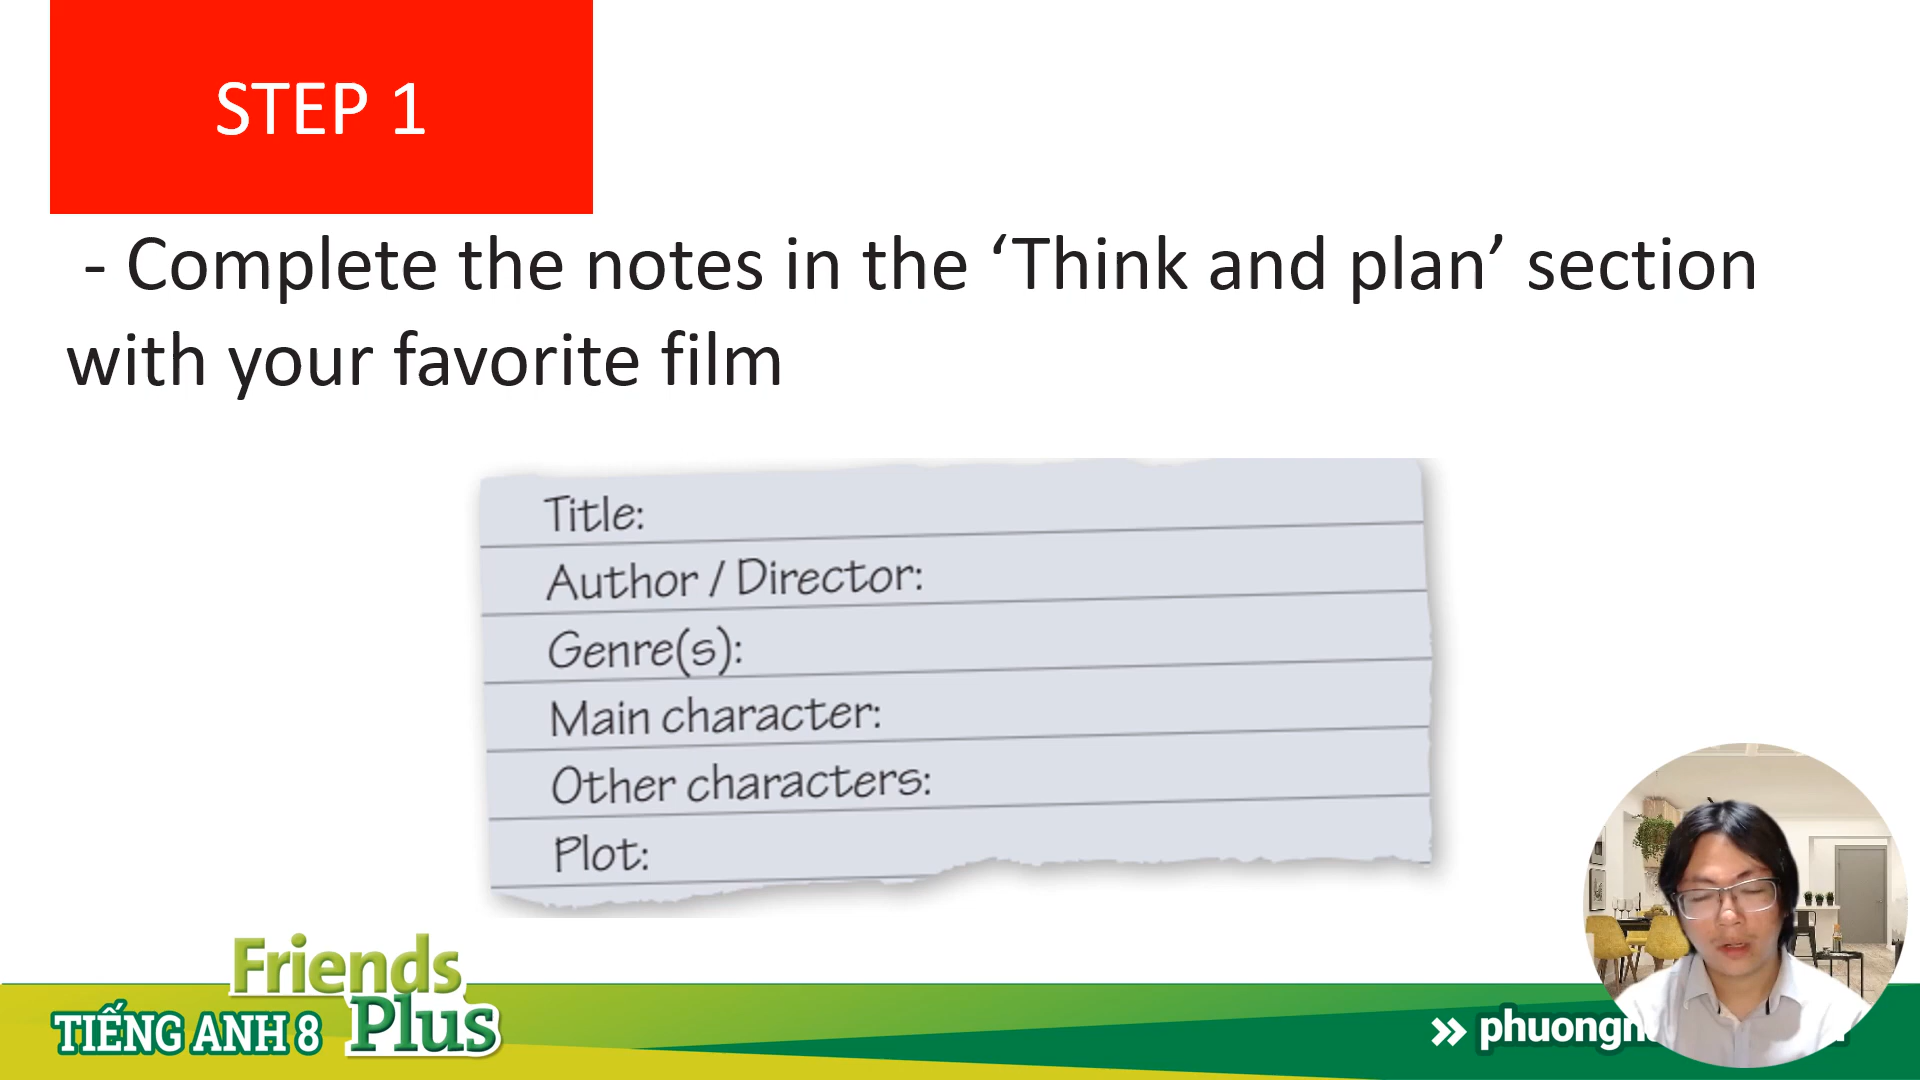 STEP 1
- Complete the notes in the ‘Think and plan’ section
with your favorite film
Title:
Author / Director:
Genre(s):
Main character:
Other characters:
Plot:
Friends
Plus
TIẾNG ANH 8